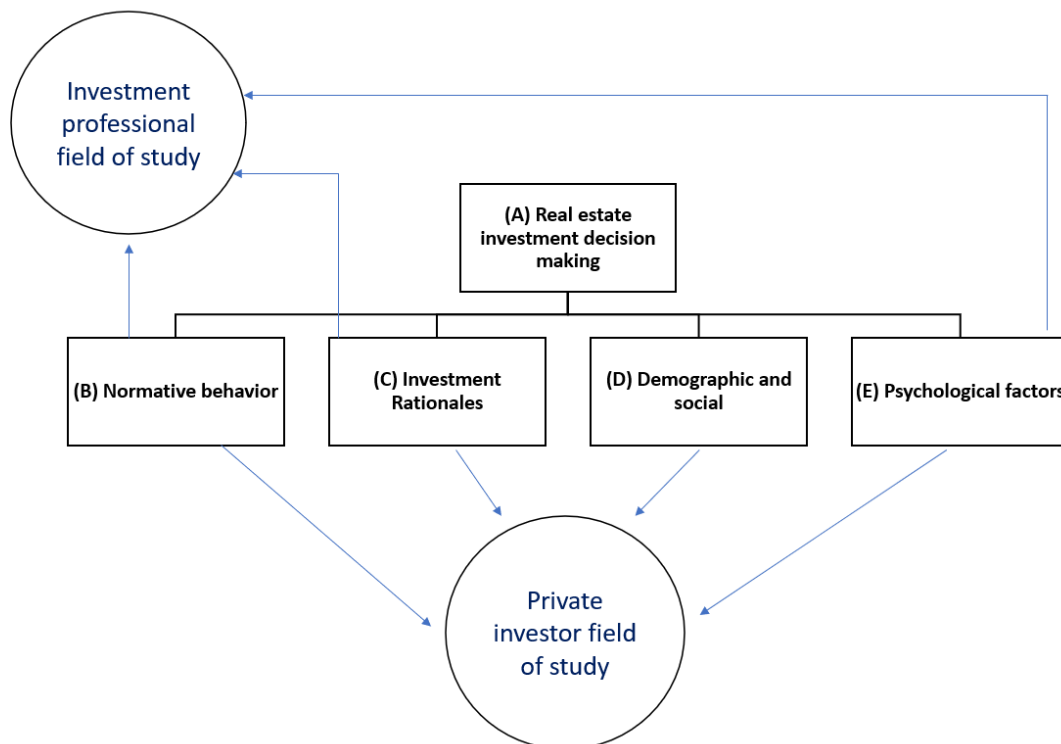 Investment
professional
field of study
(A) Real estate
investment decision
making
(B) Normative behavior
(C) Investment
Rationales
(D) Demographic and
social
(E) Psychological factors
Private
investor field
of study